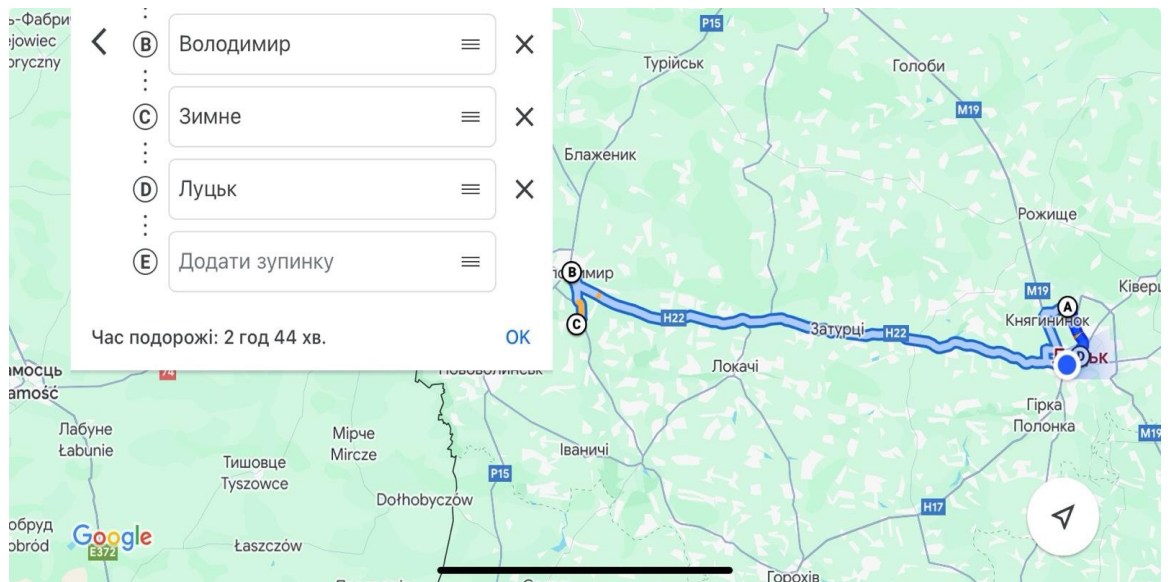 B
Володимир
C
Зимне
D
Луцьк
E
Додати зупинку
Час подорожі: 2 год 44 хв.
OK
P15
Турійськ
Голоби
M19
Блаженик
Рожище
B
C
H22
Затурці
H22
M19
A
Княгининок
Локачі
Гірка
Полонка
M19
74
Лабуне
Łabunie
Мірче
Mircze
Тишовце
Tyszowce
Dołhobyczów
P15
Іваничі
H17
Google
E372
Łaszczów
Горохів